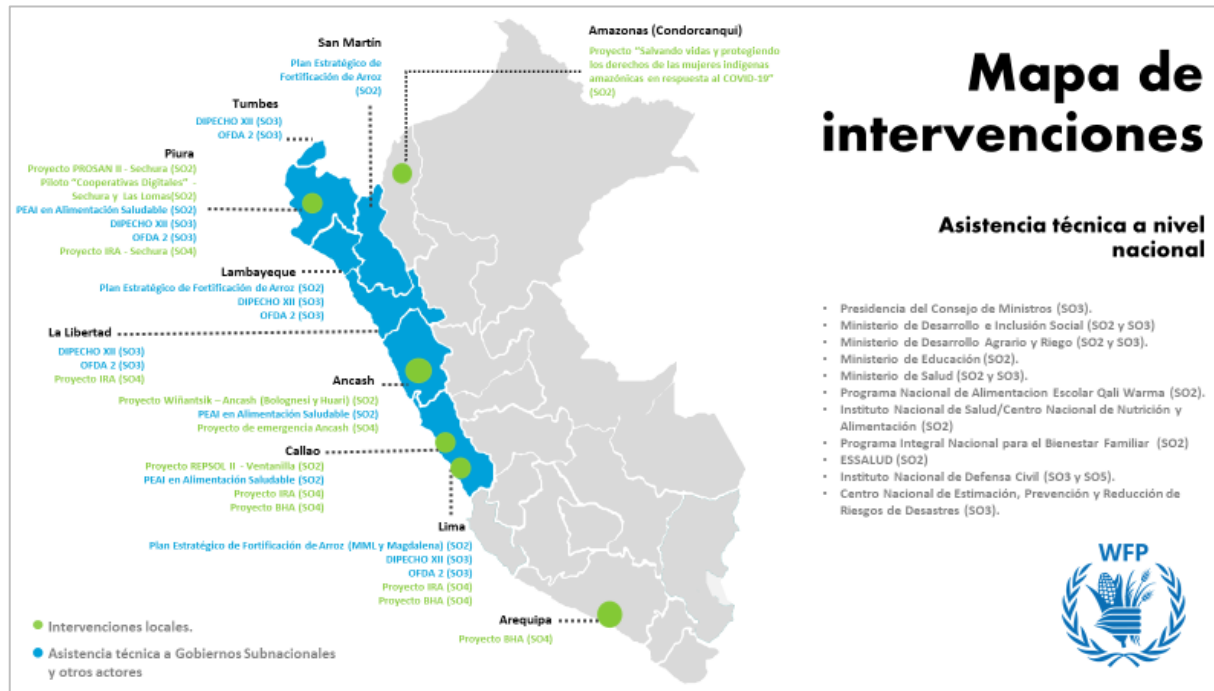 Mapa de
intervenciones
Asistencia técnica a nivel
nacional
San Martín
Plan Estratégico de
Fortificación de Arroz
(SO2)
Amazonas (Condorcanqui)
Proyecto "Salvando vidas y protegiendo
los derechos de las mujeres indígenas
amazónicas en respuesta al COVID-19"
(SO2)
Tumbes
DIPECHO XII (SO3)
OFDA 2 (SO3)
Piura
Proyecto PROSAN II - Sechura (SO2)
Piloto "Cooperativas Digitales" -
Sechura y Las Lomas(SO2)
PEAI en Alimentación Saludable (SO2)
DIPECHO XII (SO3)
OFDA 2 (SO3)
Proyecto IRA - Sechura (SO4)
Lambayeque
Plan Estratégico de Fortificación de Arroz (SO2)
DIPECHO XII (SO3)
OFDA 2 (SO3)
La Libertad
DIPECHO XII (SO3)
OFDA 2 (SO3)
Proyecto IRA (SO4)
Ancash
Proyecto Wiñantsik – Ancash (Bolognesi y Huari) (SO2)
PEAI en Alimentación Saludable (SO2)
Proyecto de emergencia Ancash (SO4)
Callao
Proyecto REPSOL II - Ventanilla (SO2)
PEAI en Alimentación Saludable (SO2)
Proyecto IRA (SO4)
Proyecto BHA (SO4)
Lima
Plan Estratégico de Fortificación de Arroz (MML y Magdalena) (SO2)
DIPECHO XII (SO3)
OFDA 2 (SO3)
Proyecto IRA (SO4)
Proyecto BHA (SO4)
Arequipa
Proyecto BHA (SO4)
Intervenciones locales.
Asistencia técnica a Gobiernos Subnacionales
y otros actores
• Presidencia del Consejo de Ministros (SO3).
• Ministerio de Desarrollo e Inclusión Social (SO2 y SO3)
• Ministerio de Desarrollo Agrario y Riego (SO2 y SO3).
• Ministerio de Educación (SO2).
• Ministerio de Salud (SO2 y SO3).
• Programa Nacional de Alimentacion Escolar Qali Warma (SO2).
• Instituto Nacional de Salud/Centro Nacional de Nutrición y
Alimentación (SO2)
• Programa Integral Nacional para el Bienestar Familiar (SO2)
• ESSALUD (SO2)
• Instituto Nacional de Defensa Civil (SO3 y SO5).
• Centro Nacional de Estimación, Prevención y Reducción de
Riesgos de Desastres (SO3).
WFP